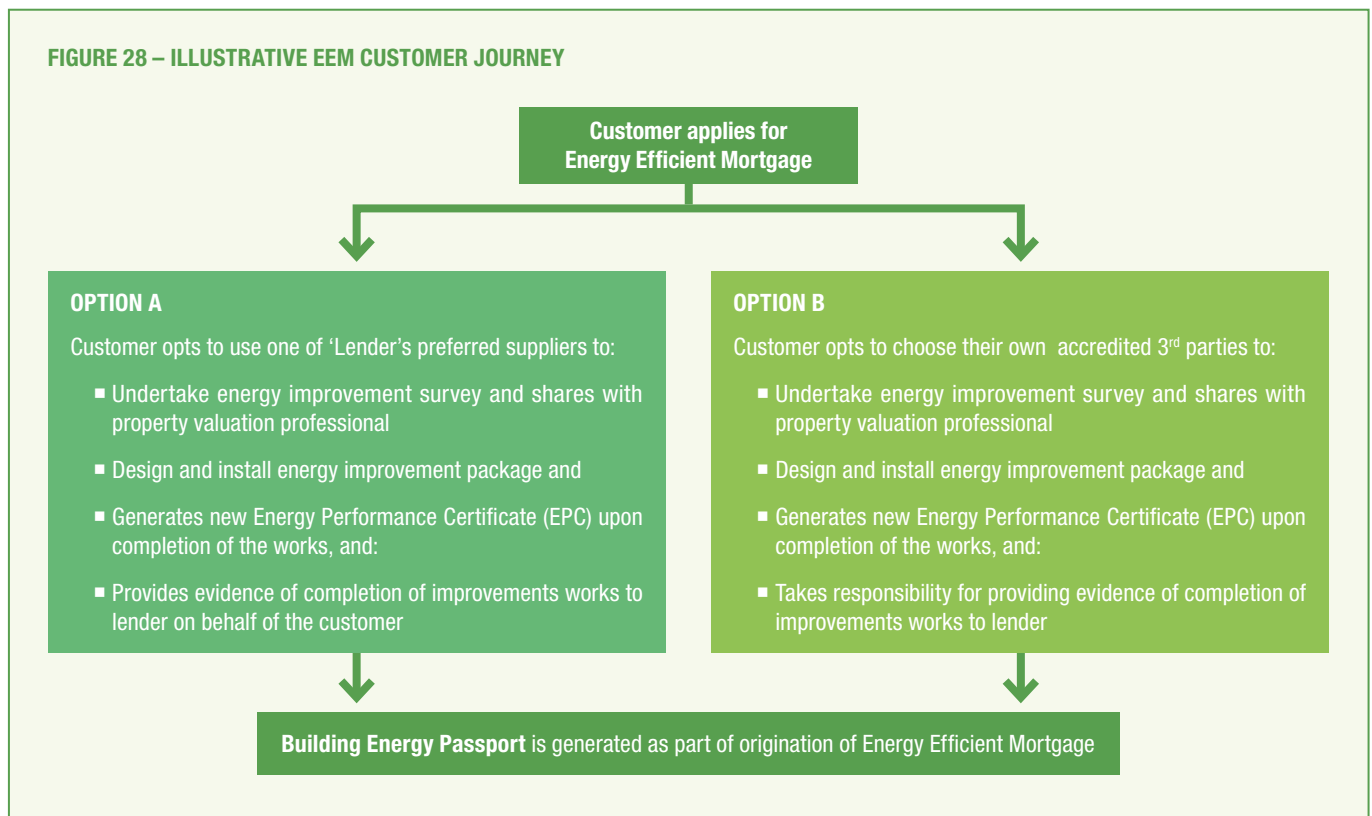 FIGURE 28 – ILLUSTRATIVE EEM CUSTOMER JOURNEY
Customer applies for
Energy Efficient Mortgage
OPTION A
Customer opts to use one of ‘Lender’s preferred suppliers to:
■ Undertake energy improvement survey and shares with
property valuation professional
■ Design and install energy improvement package and
■ Generates new Energy Performance Certificate (EPC) upon
completion of the works, and:
■ Provides evidence of completion of improvements works to
lender on behalf of the customer
OPTION B
Customer opts to choose their own accredited 3rd parties to:
■ Undertake energy improvement survey and shares with
property valuation professional
■ Design and install energy improvement package and
■ Generates new Energy Performance Certificate (EPC) upon
completion of the works, and:
■ Takes responsibility for providing evidence of completion of
improvements works to lender
Building Energy Passport is generated as part of origination of Energy Efficient Mortgage